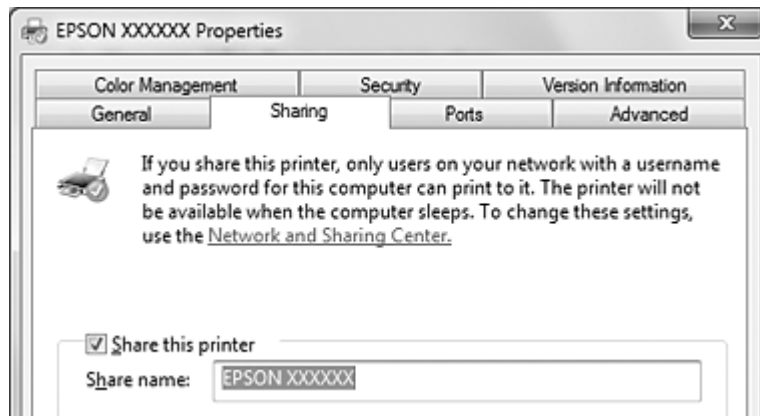 EPSON XXXXXX Properties
Color Management Security Version Information
General Sharing Ports Advanced
If you share this printer, only users on your network with a username
and password for this computer can print to it. The printer will not
be available when the computer sleeps. To change these settings,
use the Network and Sharing Center.
Share this printer
Share name: EPSON XXXXXX